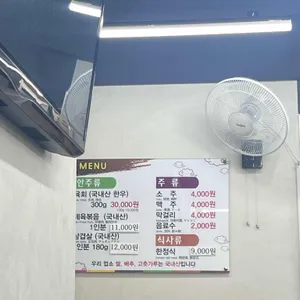 MENU
안주류
육회 (국내산 한우)
300g 30,000원
제육볶음 (국내산)
1인분 11,000원
삼겹살 (국내산)
1인분 180g 12,000원
주 류
소 주 4,000원
맥 주 4,000원
막걸리 4,000원
음료수 2,000원
식사류
한정식 9,000원
우리 업소 쌀, 배추, 고춧가루는 국내산입니다